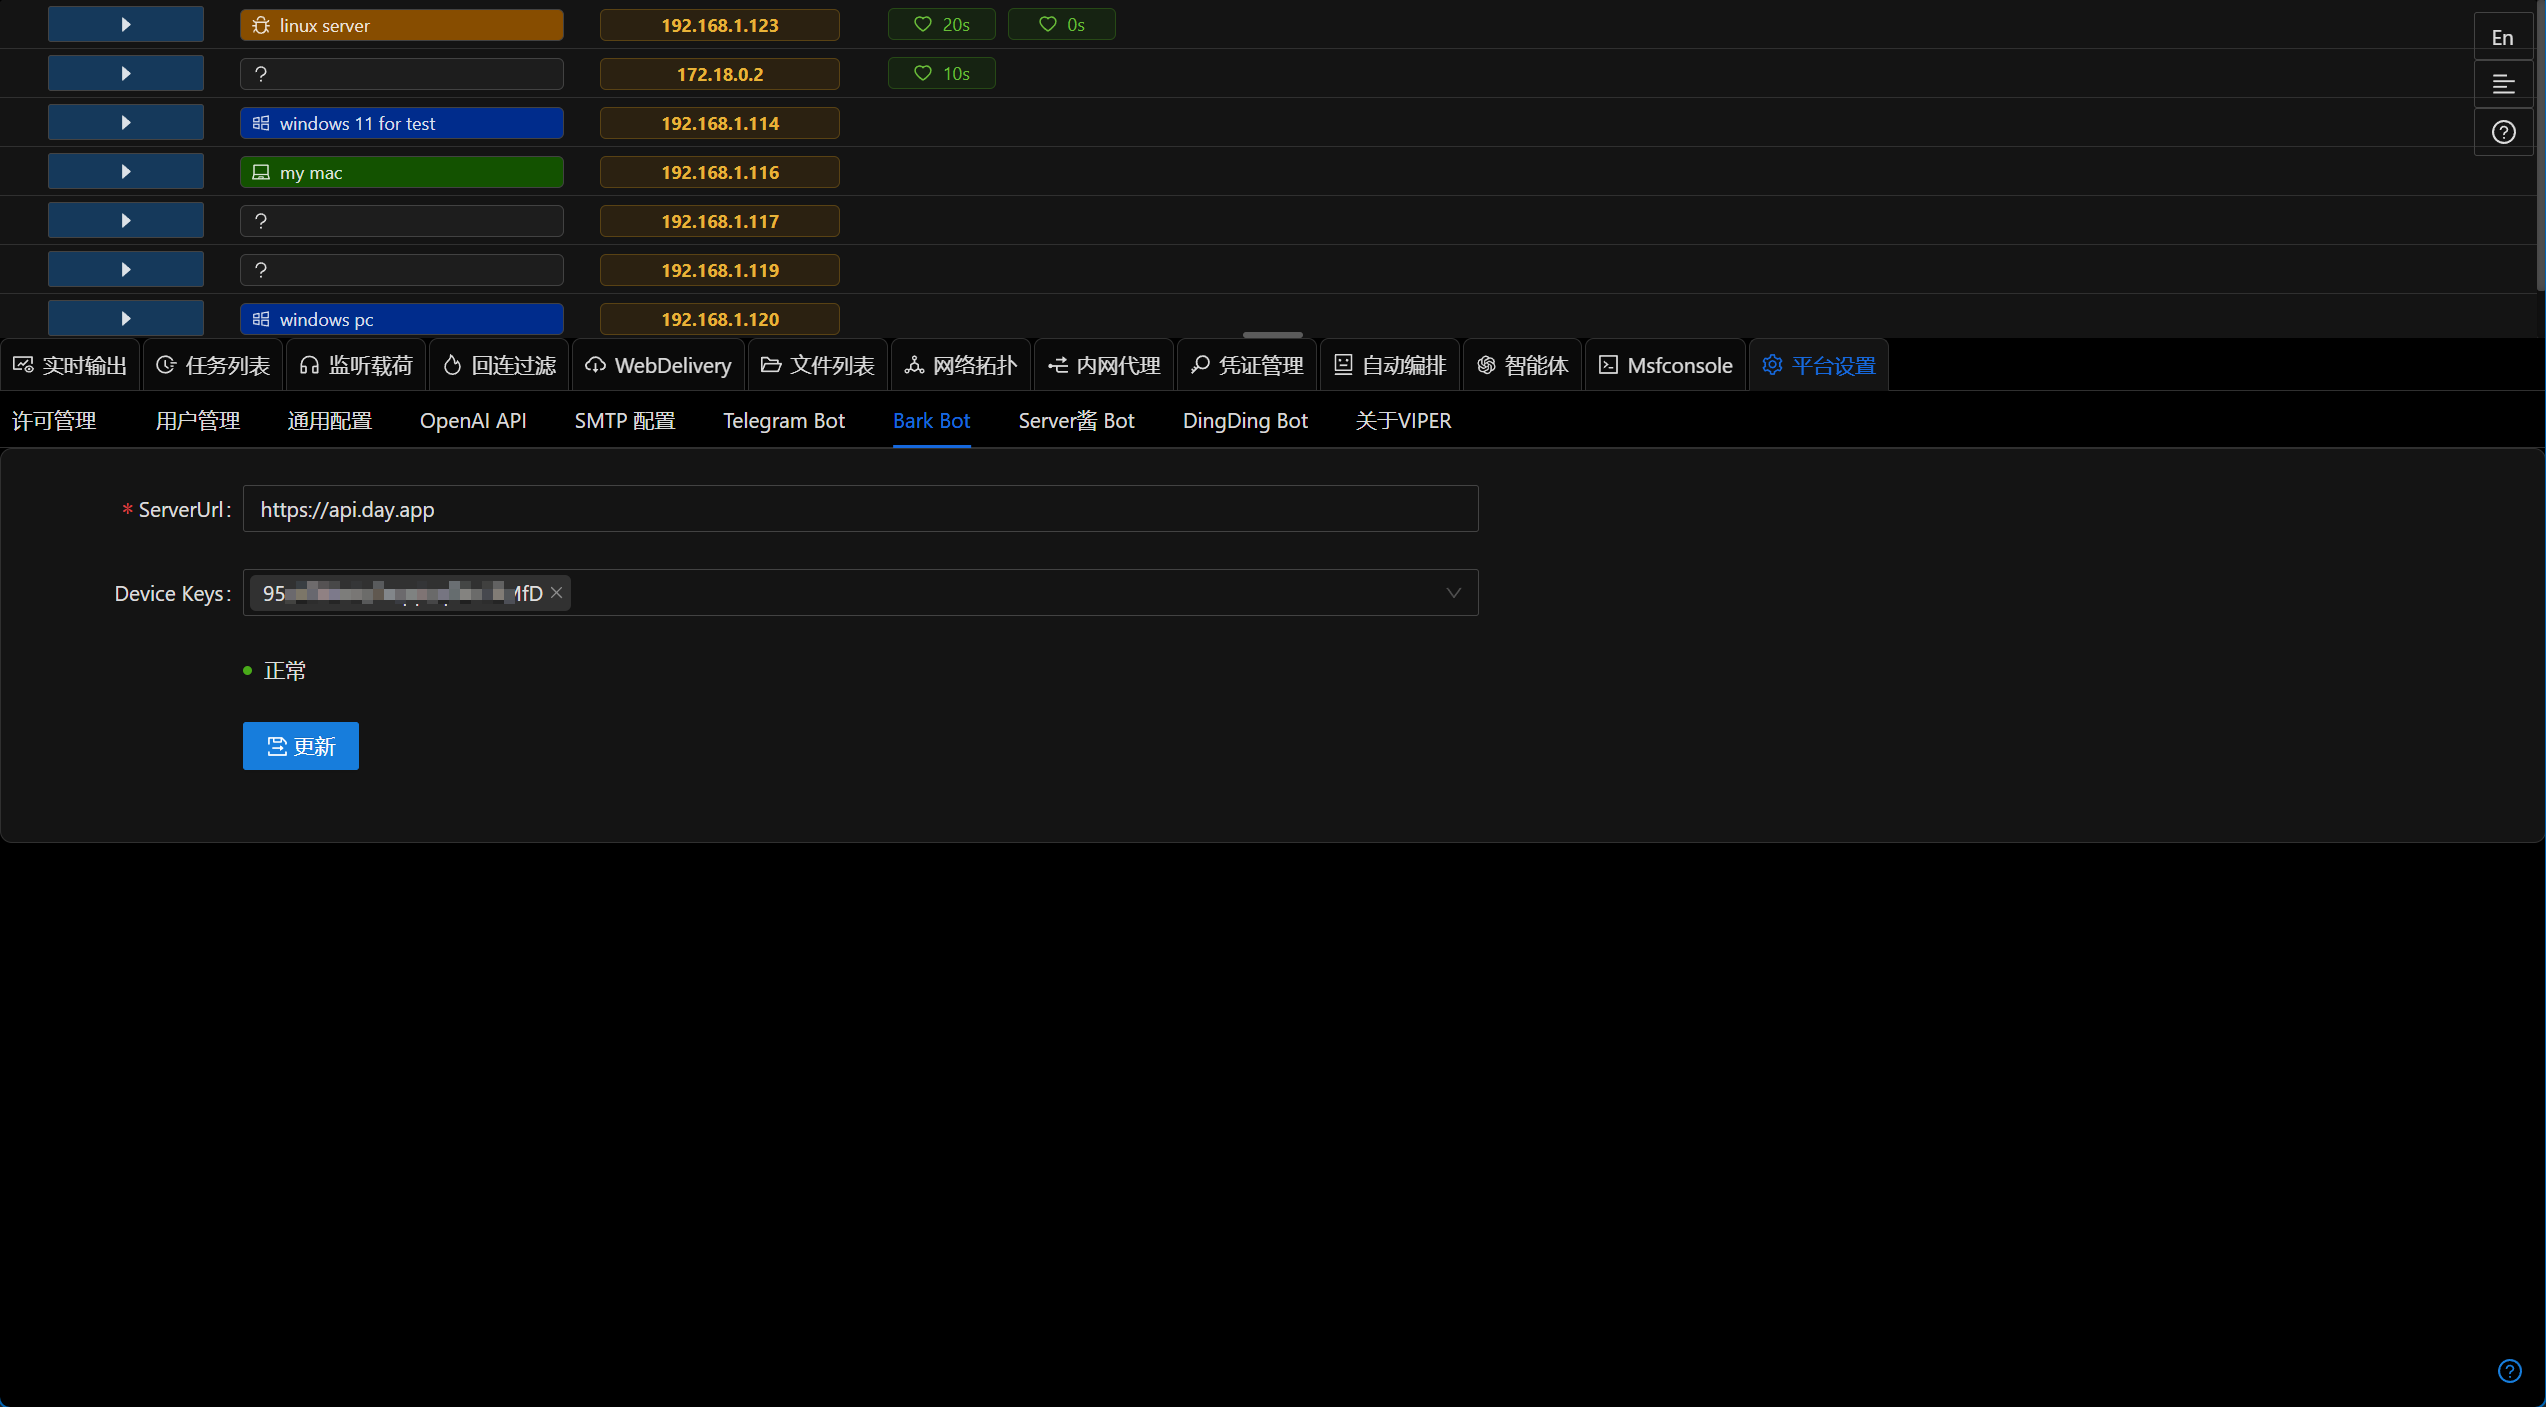 linux server 192.168.1.123 20s 0s
En
? 172.18.0.2 10s
windows 11 for test 192.168.1.114
my mac 192.168.1.116
? 192.168.1.117
? 192.168.1.119
windows pc 192.168.1.120
实时输出 任务列表 监听载荷 回连过滤 WebDelivery 文件列表 网络拓扑 内网代理 凭证管理 自动编排 智能体 Msfconsole 平台设置
许可管理 用户管理 通用配置 OpenAI API SMTP 配置 Telegram Bot Bark Bot Server酱 Bot DingDing Bot 关于VIPER
* ServerUrl: https://api.day.app
Device Keys: 95 MfD
正常
更新